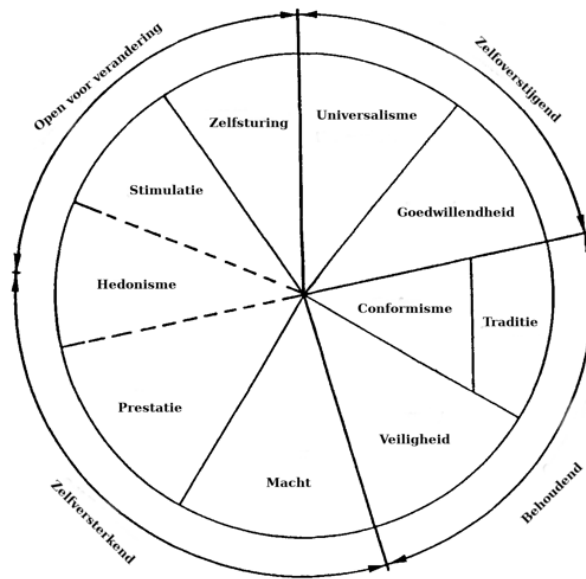 Open voor verandering
Zelfoverstijgend
Zelfsturing
Universalisme
Stimulatie
Goedwillendheid
Hedonisme
Conformisme
Traditie
Prestatie
Veiligheid
Macht
Zelfversterkend
Behoudend